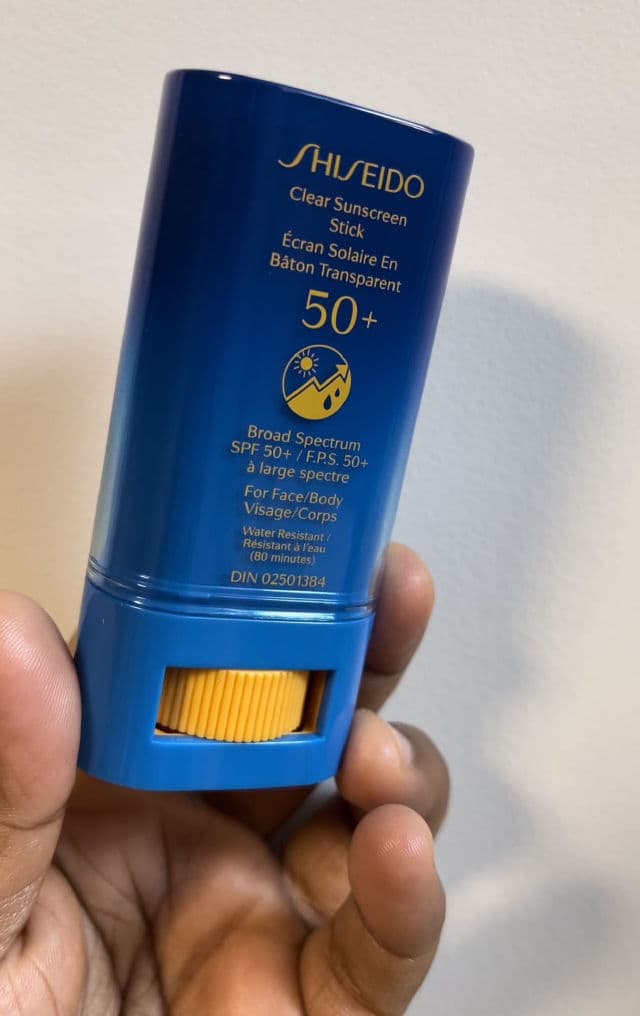 SHISEIDO
Clear Sunscreen
Stick
Écran Solaire En
Bâton Transparent
50+
Broad Spectrum
SPF 50+ / F.P.S. 50+
à large spectre
For Face/Body
Visage/Corps
Water Resistant /
Résistant à l'eau
(80 minutes)
DIN 02501384